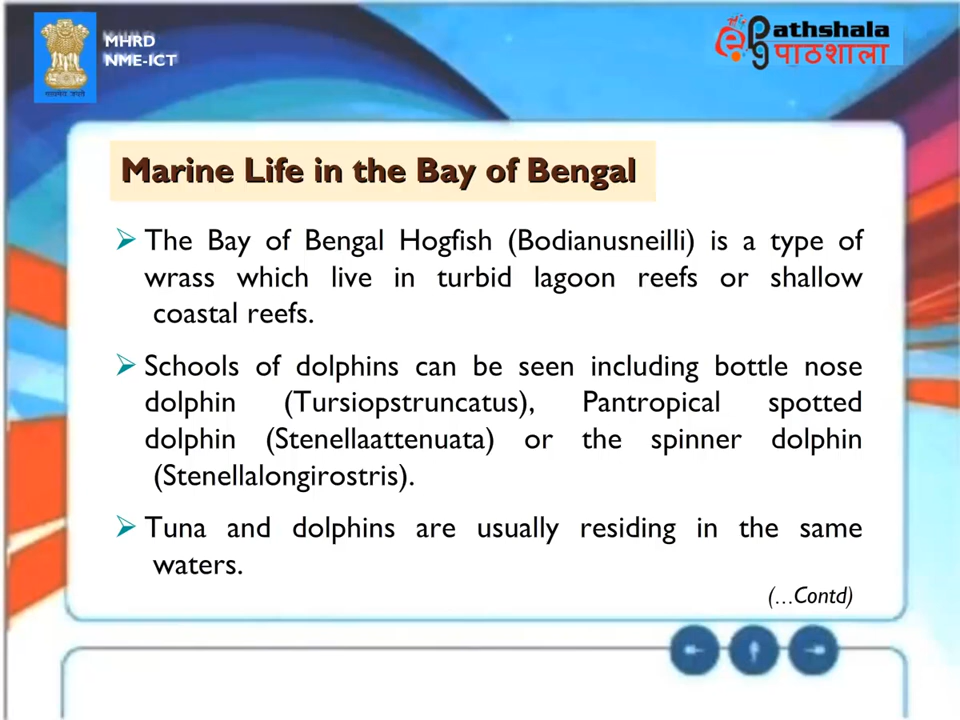 MHRD
NME-ICT
epg athshala
पाठशाला
Marine Life in the Bay of Bengal
The Bay of Bengal Hogfish (Bodianusneilli) is a type of
wrass which live in turbid lagoon reefs or shallow
coastal reefs.
Schools of dolphins can be seen including bottle nose
dolphin (Tursiopstruncatus), Pantropical spotted
dolphin (Stenellaattenuata) or the spinner dolphin
(Stenellalongirostris).
Tuna and dolphins are usually residing in the same
waters.
(...Contd)